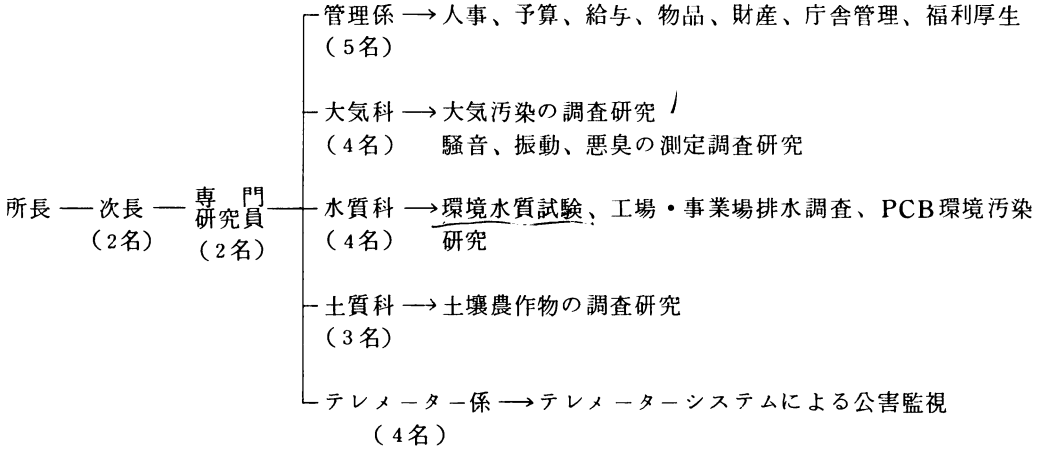 管理係 → 人事、予算、給与、物品、財産、庁舎管理、福利厚生
(5名)
大気科 → 大気汚染の調査研究
(4名) 騒音、振動、悪臭の測定調査研究
所長 ― 次長 ― 専門研究員 ― 水質科 → 環境水質試験、工場・事業場排水調査、PCB環境汚染
(2名) (2名) (4名) 研究
土質科 → 土壤農作物の調査研究
(3名)
テレメーター係 → テレメーターシステムによる公害監視
(4名)